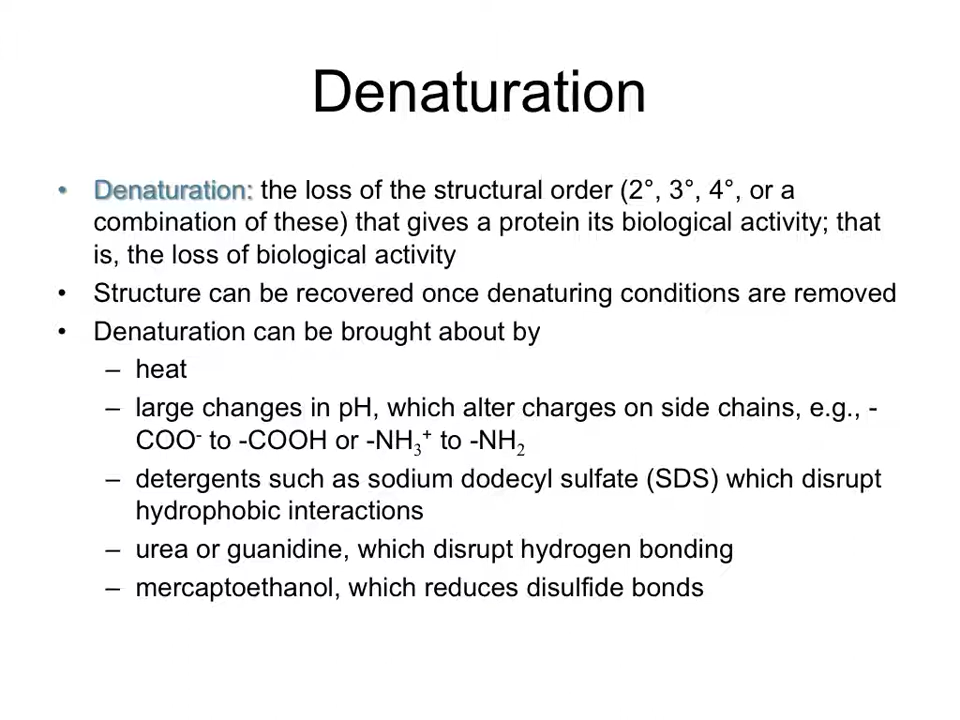 Denaturation
• Denaturation: the loss of the structural order (2°, 3°, 4°, or a
combination of these) that gives a protein its biological activity; that
is, the loss of biological activity
• Structure can be recovered once denaturing conditions are removed
• Denaturation can be brought about by
– heat
– large changes in pH, which alter charges on side chains, e.g., -
COO⁻ to -COOH or -NH₃⁺ to -NH₂
– detergents such as sodium dodecyl sulfate (SDS) which disrupt
hydrophobic interactions
– urea or guanidine, which disrupt hydrogen bonding
– mercaptoethanol, which reduces disulfide bonds